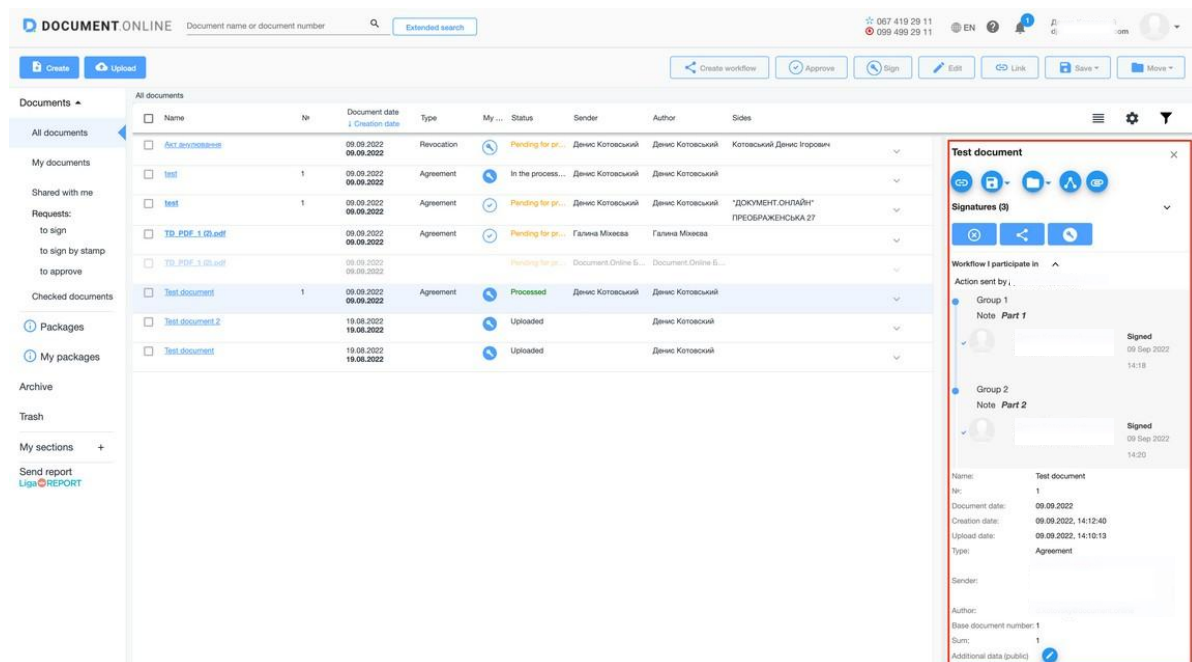 DOCUMENT.ONLINE
Document name or document number
Extended search
067 419 29 11
099 499 29 11
EN
1
Create
Upload
Create workflow
Approve
Sign
Edit
Link
Save
Move
Documents
All documents
My documents
Shared with me
Requests:
to sign
to sign by stamp
to approve
Checked documents
Packages
My packages
Archive
Trash
My sections +
Send report
Liga REPORT
All documents
Name № Document date Type My ... Status Sender Author Sides
↓ Creation date
Акт анулювання 09.09.2022 Revocation Pending for pr... Денис Котовський Денис Котовський Котовський Денис Ігорович
09.09.2022
test 1 09.09.2022 Agreement In the process... Денис Котовський Денис Котовський
09.09.2022
test 1 09.09.2022 Agreement Pending for pr... Денис Котовський Денис Котовський "ДОКУМЕНТ.ОНЛАЙН"
09.09.2022 ПРЕОБРАЖЕНСЬКА 27
TD_PDF_1 (2).pdf 09.09.2022 Agreement Pending for pr... Галина Міхеєва Галина Міхеєва
09.09.2022
TD_PDF_1 (2).pdf 09.09.2022 Pending for pr... Document.Online Б... Document.Online Б...
09.09.2022
Test document 1 09.09.2022 Agreement Processed Денис Котовський Денис Котовський
09.09.2022
Test document 2 19.08.2022 Uploaded Денис Котовский
19.08.2022
Test document 19.08.2022 Uploaded Денис Котовский
19.08.2022
Test document
Signatures (3)
Workflow I participate in
Action sent by
Group 1
Note Part 1
Signed
09 Sep 2022
14:18
Group 2
Note Part 2
Signed
09 Sep 2022
14:20
Name: Test document
№: 1
Document date: 09.09.2022
Creation date: 09.09.2022, 14:12:40
Upload date: 09.09.2022, 14:10:13
Type: Agreement
Sender:
Author:
Base document number: 1
Sum: 1
Additional data (public)